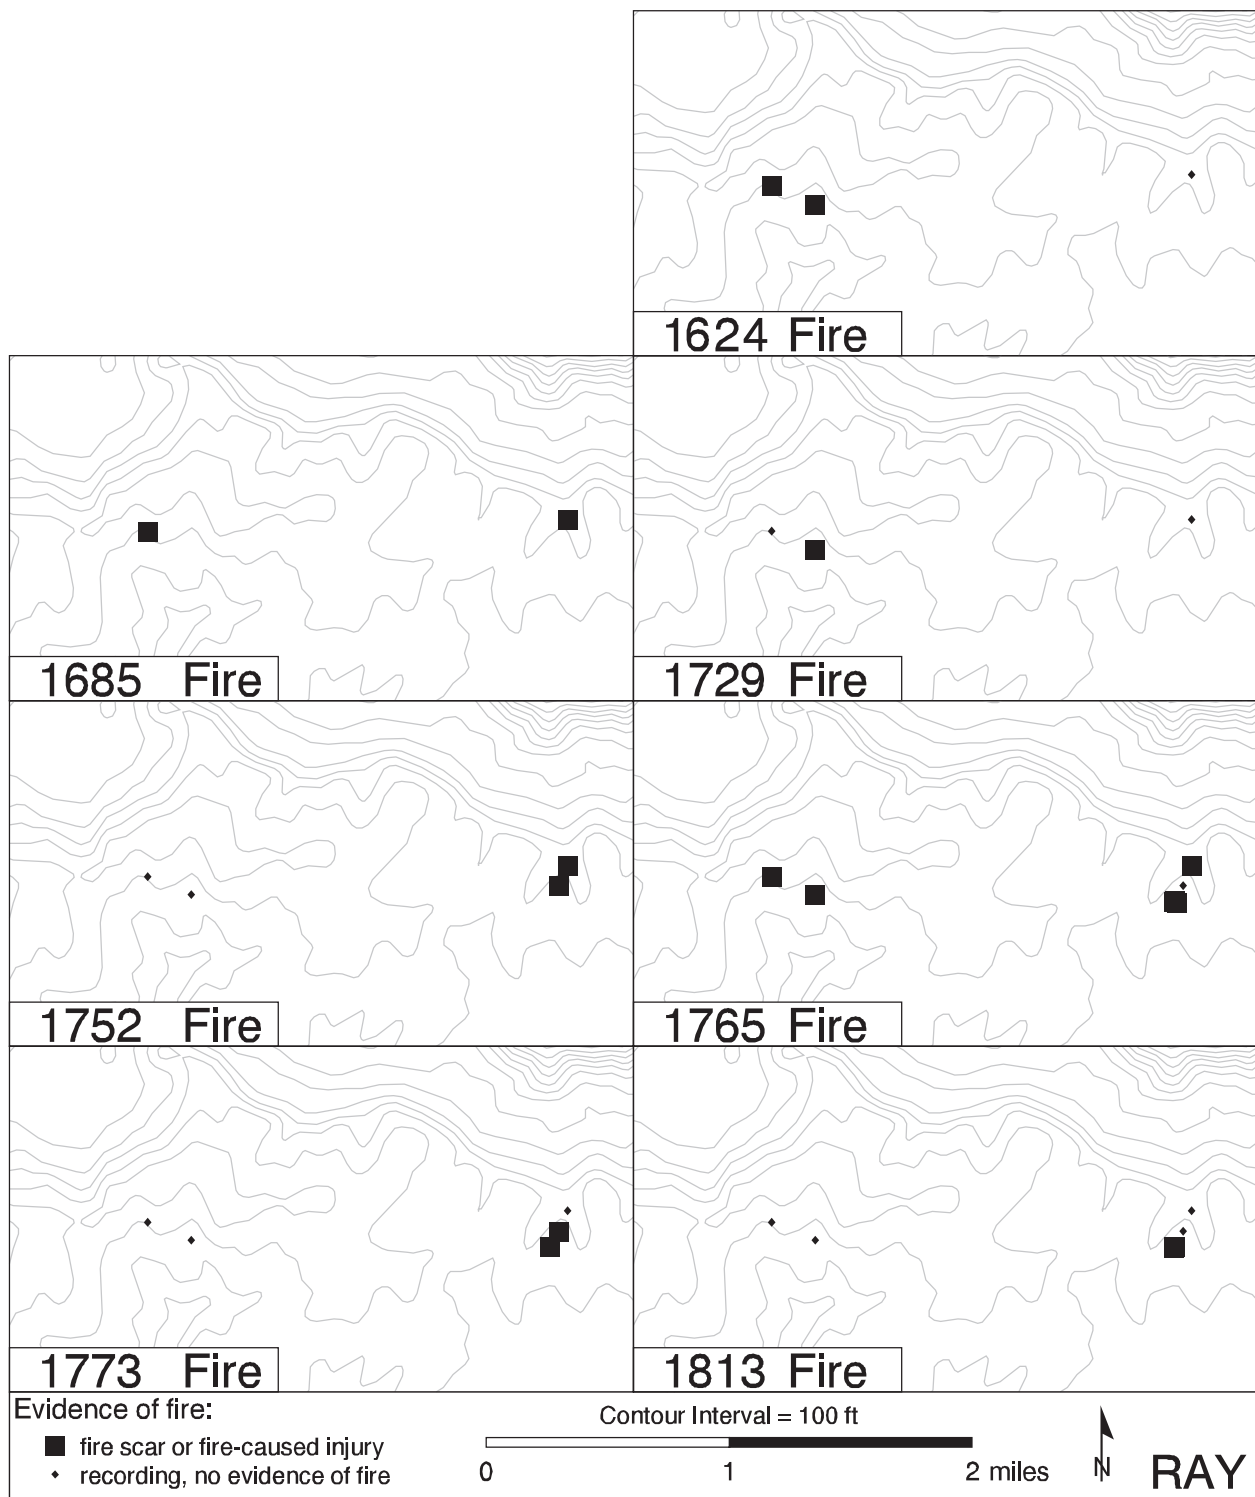 1624 Fire
1685 Fire
1729 Fire
1752 Fire
1765 Fire
1773 Fire
1813 Fire
Evidence of fire:
fire scar or fire-caused injury
recording, no evidence of fire
Contour Interval = 100 ft
0 1 2 miles
N
RAY